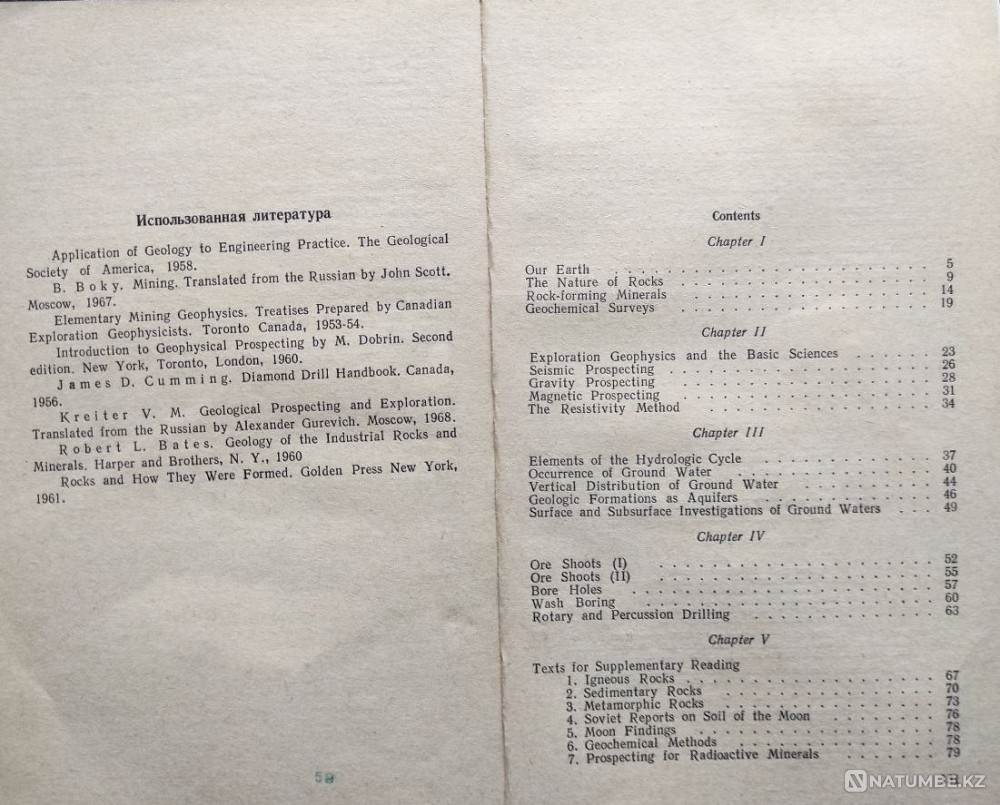 Использованная литература
Application of Geology to Engineering Practice. The Geological
Society of America, 1958.
B. Boky. Mining. Translated from the Russian by John Scott.
Moscow, 1967.
Elementary Mining Geophysics. Treatises Prepared by Canadian
Exploration Geophysicists. Toronto Canada, 1953-54.
Introduction to Geophysical Prospecting by M. Dobrin. Second
edition. New York, Toronto, London, 1960.
James D. Cumming. Diamond Drill Handbook. Canada,
1956.
Kreiter V. M. Geological Prospecting and Exploration.
Translated from the Russian by Alexander Gurevich. Moscow, 1968.
Robert L. Bates. Geology of the Industrial Rocks and
Minerals. Harper and Brothers, N. Y., 1960
Rocks and How They Were Formed. Golden Press New York,
1961.
Contents
Chapter I
Our Earth . . . . . . . . . . . . . . . . . . . 5
The Nature of Rocks . . . . . . . . . . . . . . . 9
Rock-forming Minerals . . . . . . . . . . . . . . . 14
Geochemical Surveys . . . . . . . . . . . . . . . 19
Chapter II
Exploration Geophysics and the Basic Sciences . . . . . . 23
Seismic Prospecting . . . . . . . . . . . . . . . 26
Gravity Prospecting . . . . . . . . . . . . . . . 28
Magnetic Prospecting . . . . . . . . . . . . . . . 31
The Resistivity Method . . . . . . . . . . . . . . 34
Chapter III
Elements of the Hydrologic Cycle . . . . . . . . . . 37
Occurrence of Ground Water . . . . . . . . . . . . 40
Vertical Distribution of Ground Water . . . . . . . . . 44
Geologic Formations as Aquifers . . . . . . . . . . . 46
Surface and Subsurface Investigations of Ground Waters . . . 49
Chapter IV
Ore Shoots (I) . . . . . . . . . . . . . . . . . 52
Ore Shoots (II) . . . . . . . . . . . . . . . . . 55
Bore Holes . . . . . . . . . . . . . . . . . . 57
Wash Boring . . . . . . . . . . . . . . . . . . 60
Rotary and Percussion Drilling . . . . . . . . . . . 63
Chapter V
Texts for Supplementary Reading
1. Igneous Rocks . . . . . . . . . . . . . . . 67
2. Sedimentary Rocks . . . . . . . . . . . . . 70
3. Metamorphic Rocks . . . . . . . . . . . . . 73
4. Soviet Reports on Soil of the Moon . . . . . . . 76
5. Moon Findings . . . . . . . . . . . . . . . 78
6. Geochemical Methods . . . . . . . . . . . . . 78
7. Prospecting for Radioactive Minerals . . . . . . . 79
NATUMBE.KZ